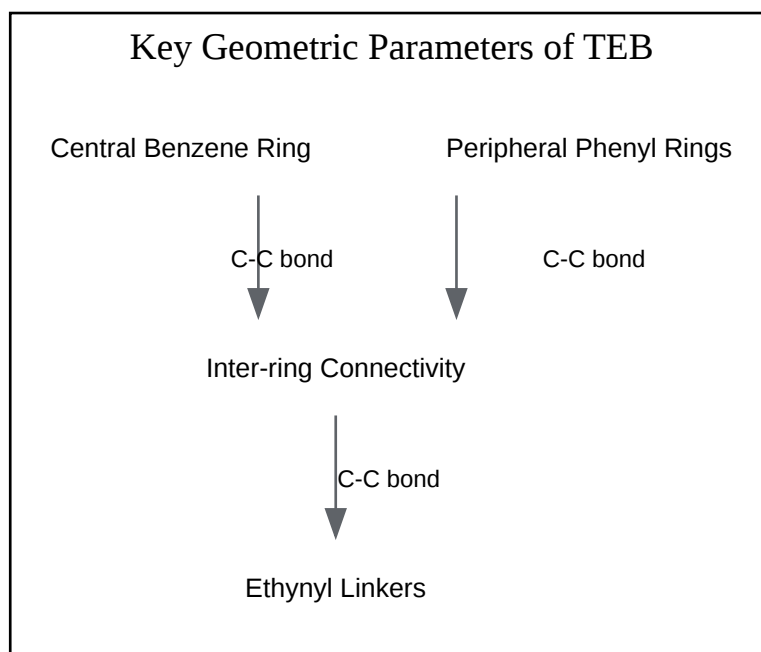 Key Geometric Parameters of TEB
Central Benzene Ring
Peripheral Phenyl Rings
C-C bond
C-C bond
Inter-ring Connectivity
C-C bond
Ethynyl Linkers